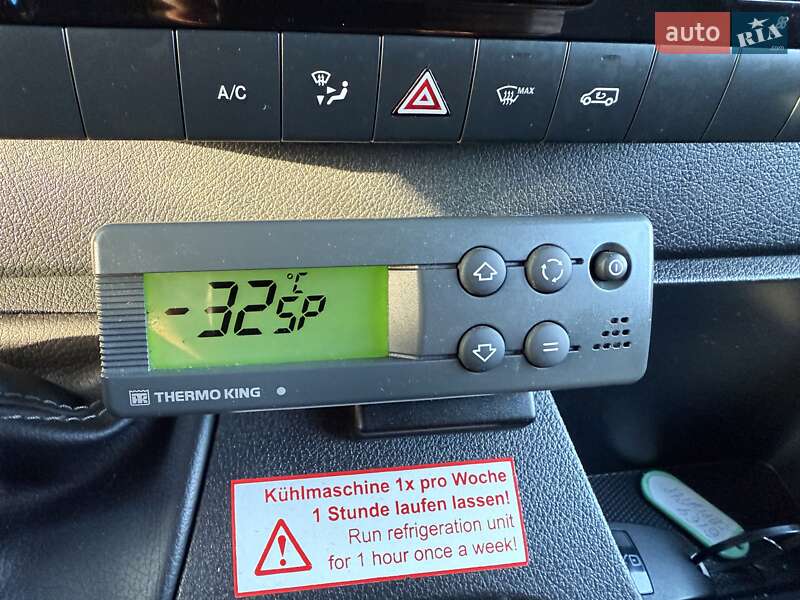 auto RIA .com
A/C
MAX
-32°C SP
THERMO KING
Kühlmaschine 1x pro Woche
1 Stunde laufen lassen!
Run refrigeration unit
for 1 hour once a week!